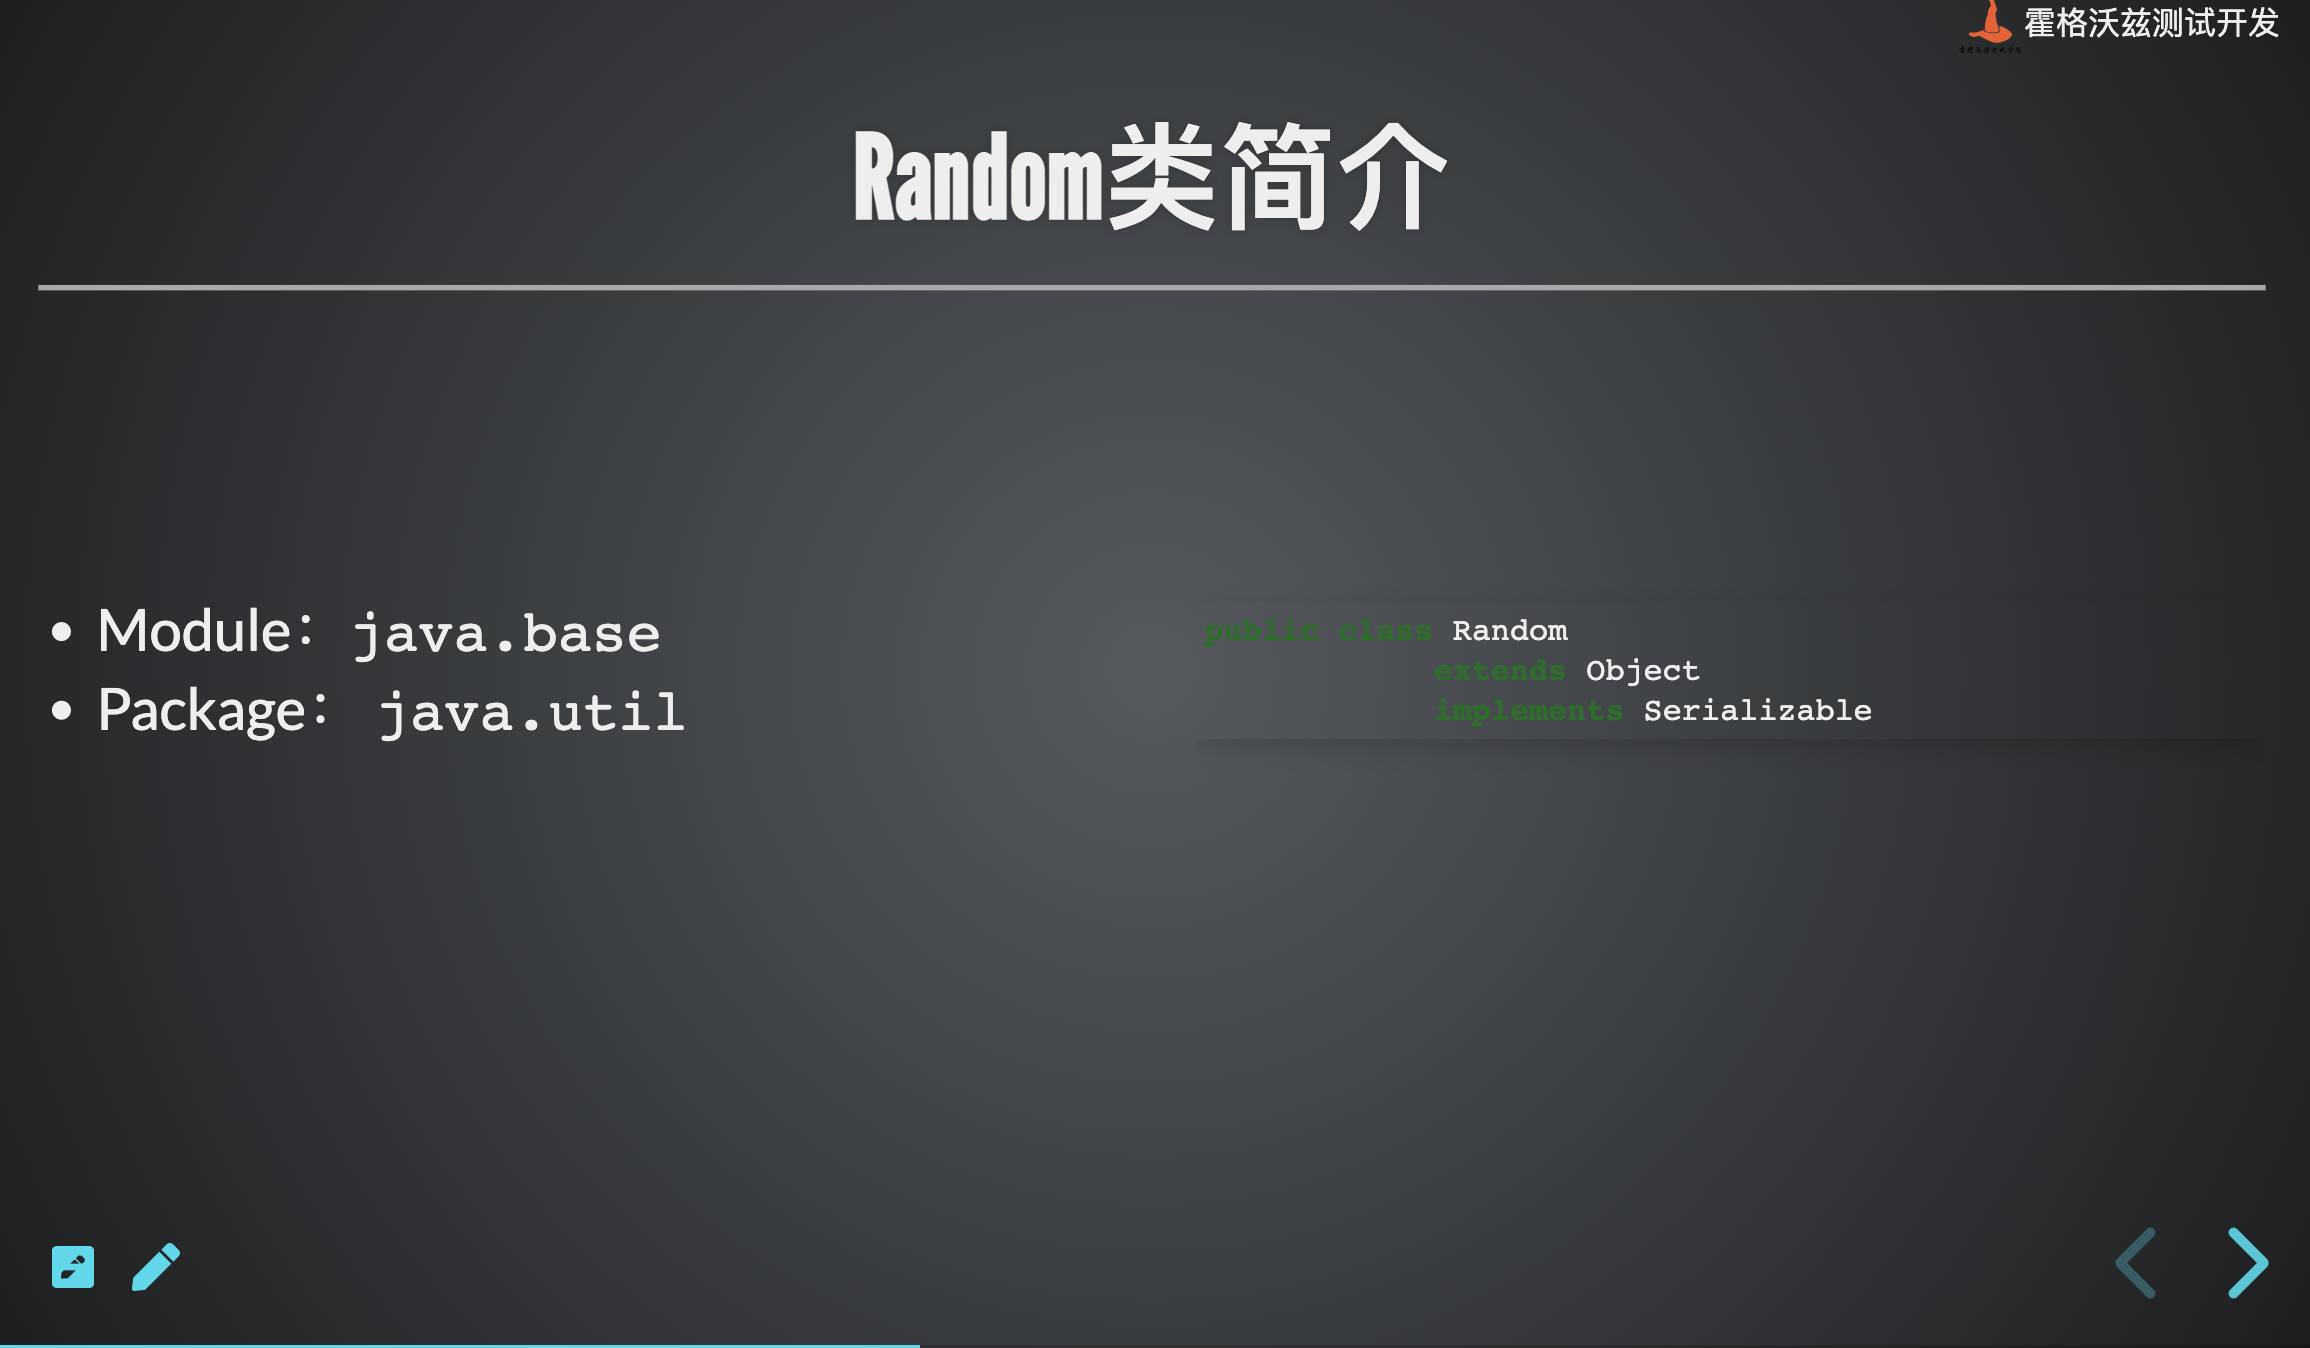 霍格沃兹测试开发
Random类简介
• Module：java.base
• Package： java.util
public class Random
extends Object
implements Serializable